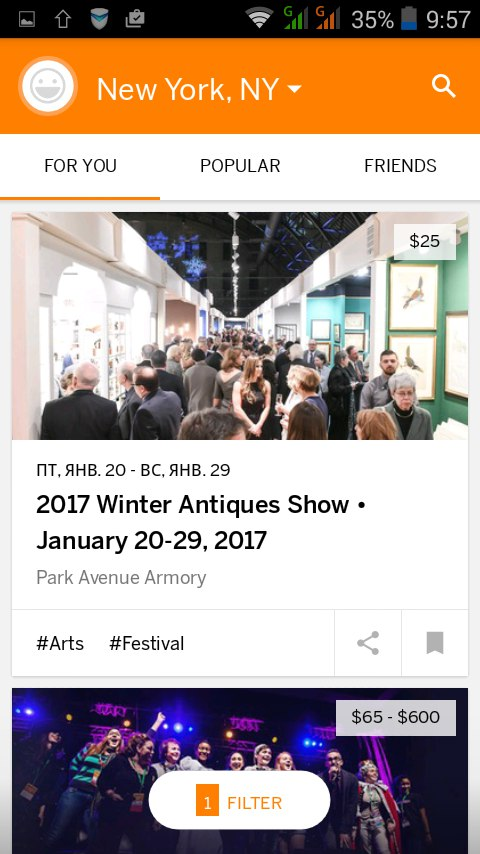 G G 35% 9:57
New York, NY
FOR YOU POPULAR FRIENDS
$25
ПТ, ЯНВ. 20 - ВС, ЯНВ. 29
2017 Winter Antiques Show •
January 20-29, 2017
Park Avenue Armory
#Arts #Festival
$65 - $600
1 FILTER